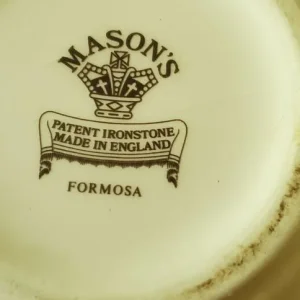 MASON'S
PATENT IRONSTONE
MADE IN ENGLAND
FORMOSA